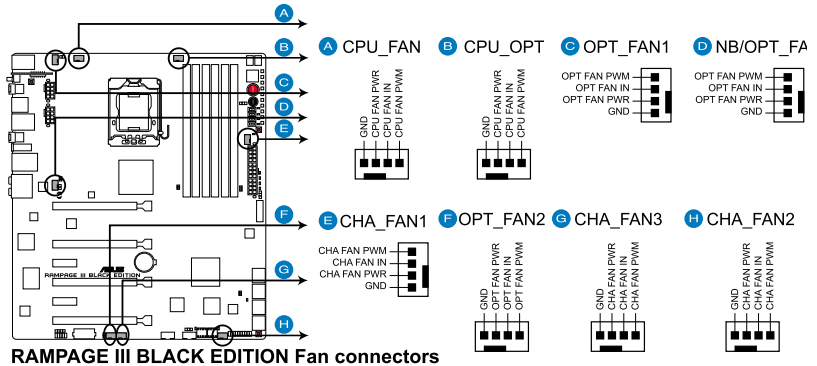 A
B
C
D
E
F
G
H
ASUS
RAMPAGE III BLACK EDITION
A CPU_FAN
GND
CPU FAN PWR
CPU FAN IN
CPU FAN PWM
B CPU_OPT
GND
CPU FAN PWR
CPU FAN IN
CPU FAN PWM
C OPT_FAN1
OPT FAN PWM
OPT FAN IN
OPT FAN PWR
GND
D NB/OPT_FA
OPT FAN PWM
OPT FAN IN
OPT FAN PWR
GND
E CHA_FAN1
CHA FAN PWM
CHA FAN IN
CHA FAN PWR
GND
F OPT_FAN2
GND
OPT FAN PWR
OPT FAN IN
OPT FAN PWM
G CHA_FAN3
GND
CHA FAN PWR
CHA FAN IN
CHA FAN PWM
H CHA_FAN2
GND
CHA FAN PWR
CHA FAN IN
CHA FAN PWM
RAMPAGE III BLACK EDITION Fan connectors